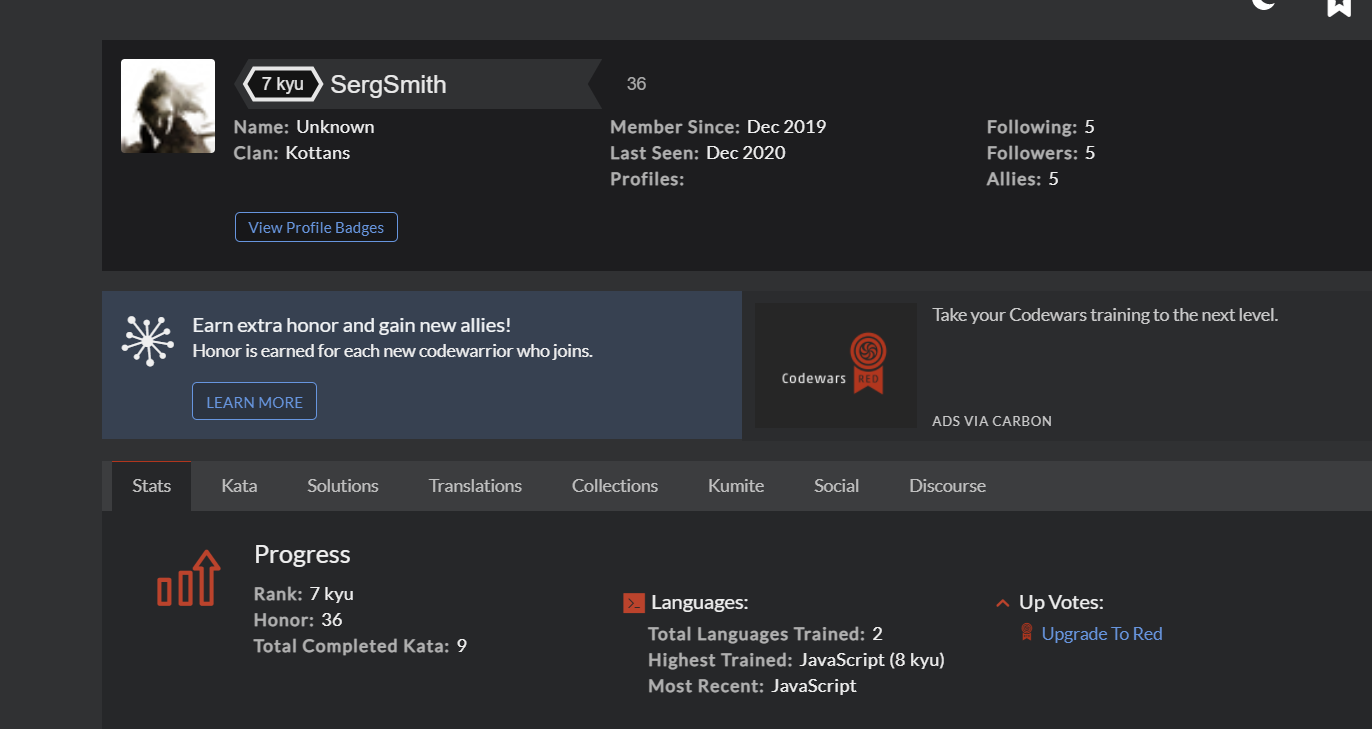 7 kyu SergSmith 36
Name: Unknown
Clan: Kottans
Member Since: Dec 2019
Last Seen: Dec 2020
Profiles:
Following: 5
Followers: 5
Allies: 5
View Profile Badges
Earn extra honor and gain new allies!
Honor is earned for each new codewarrior who joins.
LEARN MORE
Codewars RED
Take your Codewars training to the next level.
ADS VIA CARBON
Stats Kata Solutions Translations Collections Kumite Social Discourse
Progress
Rank: 7 kyu
Honor: 36
Total Completed Kata: 9
Languages:
Total Languages Trained: 2
Highest Trained: JavaScript (8 kyu)
Most Recent: JavaScript
Up Votes:
Upgrade To Red